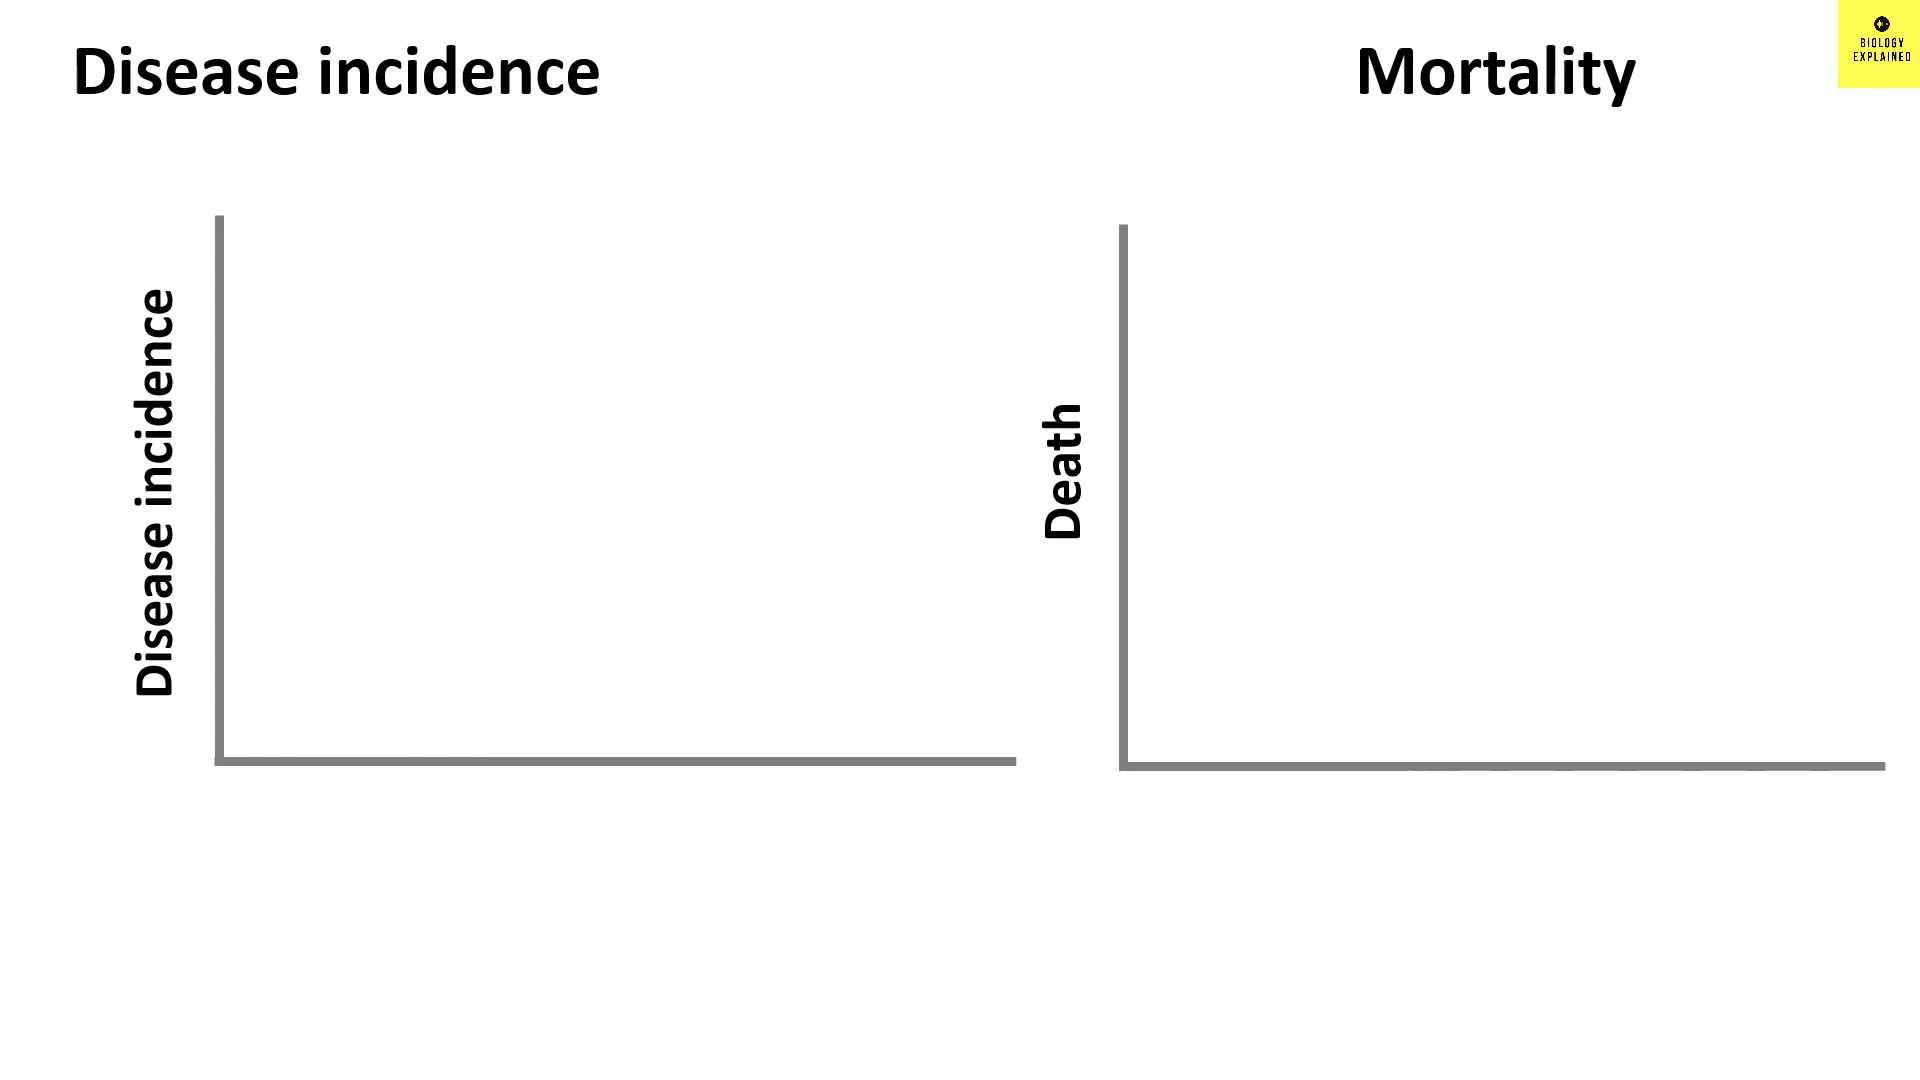 Disease incidence
Mortality
BIOLOGY
EXPLAINED
Disease incidence
Death